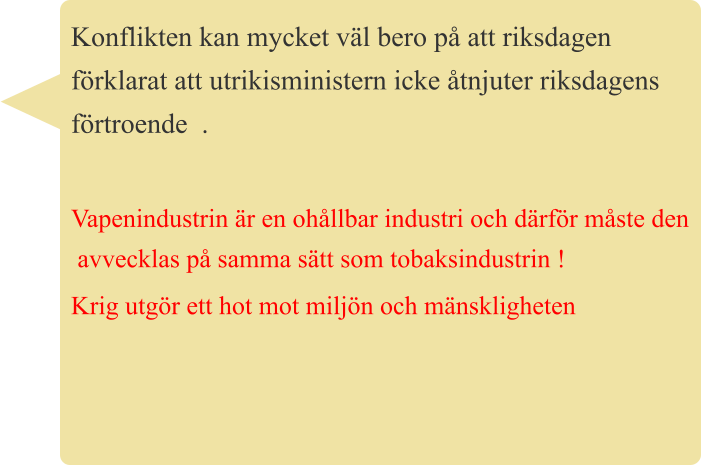 Konflikten kan mycket väl bero på att riksdagen
förklarat att utrikisministern icke åtnjuter riksdagens
förtroende  .
Vapenindustrin är en ohållbar industri och därför måste den
avvecklas på samma sätt som tobaksindustrin !
Krig utgör ett hot mot miljön och mänskligheten